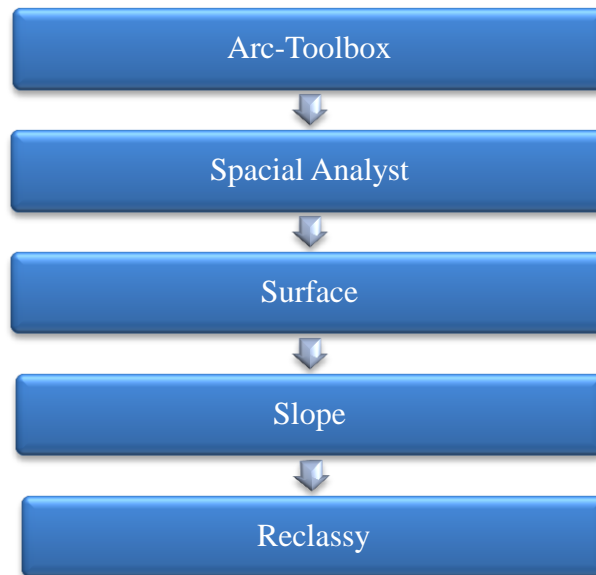 Arc-Toolbox
Spacial Analyst
Surface
Slope
Reclassy